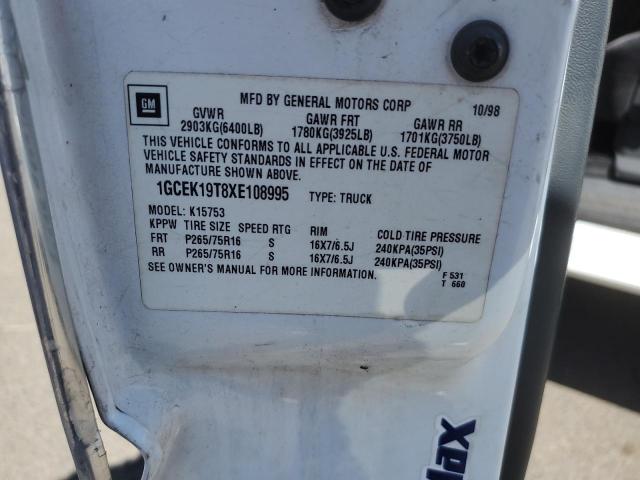 GM
MFD BY GENERAL MOTORS CORP 10/98
GVWR GAWR FRT GAWR RR
2903KG(6400LB) 1780KG(3925LB) 1701KG(3750LB)
THIS VEHICLE CONFORMS TO ALL APPLICABLE U.S. FEDERAL MOTOR
VEHICLE SAFETY STANDARDS IN EFFECT ON THE DATE OF
MANUFACTURE SHOWN ABOVE.
1GCEK19T8XE108995 TYPE: TRUCK
MODEL: K15753
KPPW TIRE SIZE SPEED RTG RIM COLD TIRE PRESSURE
FRT P265/75R16 S 16X7/6.5J 240KPA(35PSI)
RR P265/75R16 S 16X7/6.5J 240KPA(35PSI)
SEE OWNER'S MANUAL FOR MORE INFORMATION.
F 531
T 660
lax